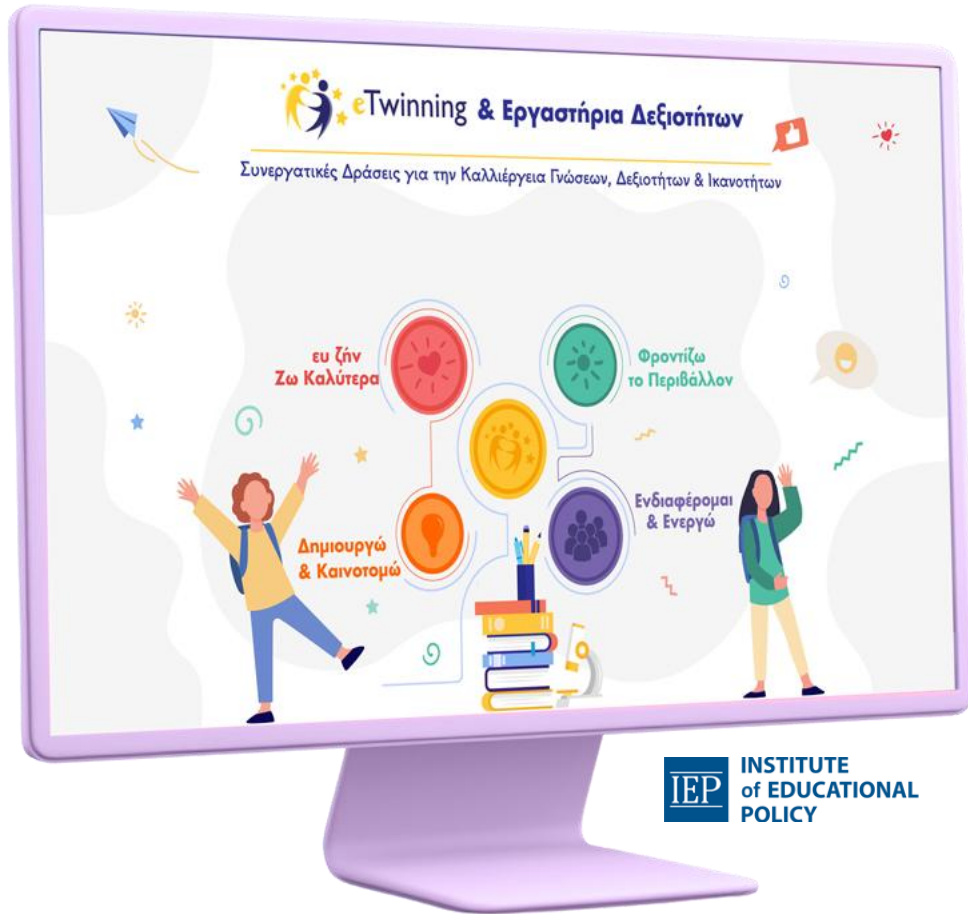 eTwinning & Εργαστήρια Δεξιοτήτων
Συνεργατικές Δράσεις για την Καλλιέργεια Γνώσεων, Δεξιοτήτων & Ικανοτήτων
ευ ζήν
Ζω Καλύτερα
Φροντίζω
το Περιβάλλον
Δημιουργώ
& Καινοτομώ
Ενδιαφέρομαι
& Ενεργώ
IEP
INSTITUTE
of EDUCATIONAL
POLICY